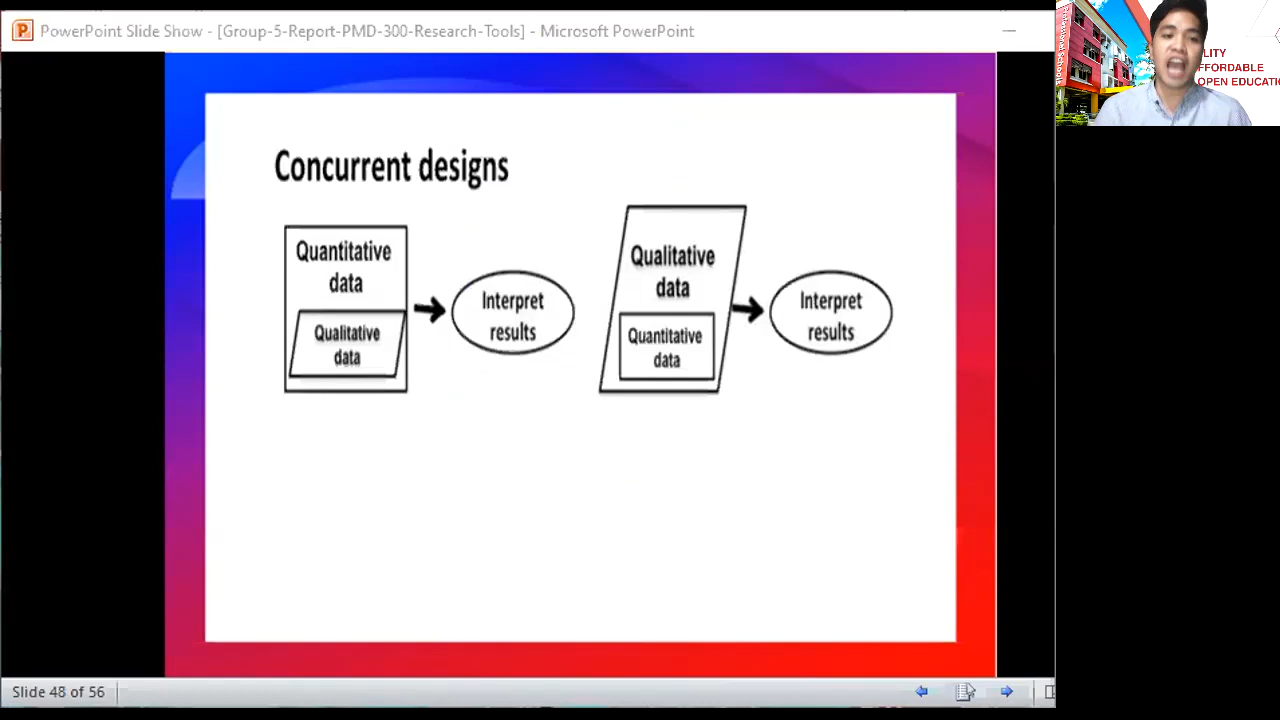 PowerPoint Slide Show - [Group-5-Report-PMD-300-Research-Tools] - Microsoft PowerPoint
LITY
FFORDABLE
OPEN EDUCATIO
Concurrent designs
Quantitative
data
Qualitative
data
Interpret
results
Qualitative
data
Quantitative
data
Interpret
results
Slide 48 of 56